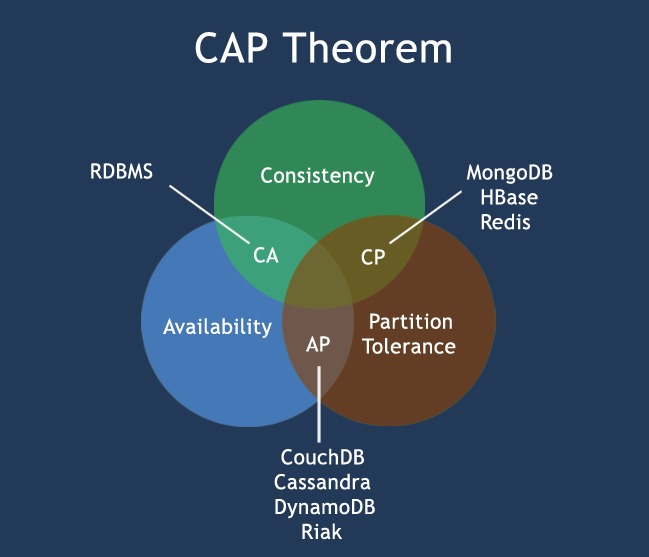 CAP Theorem
RDBMS
Consistency
MongoDB
HBase
Redis
CA
CP
Availability
Partition
Tolerance
AP
CouchDB
Cassandra
DynamoDB
Riak